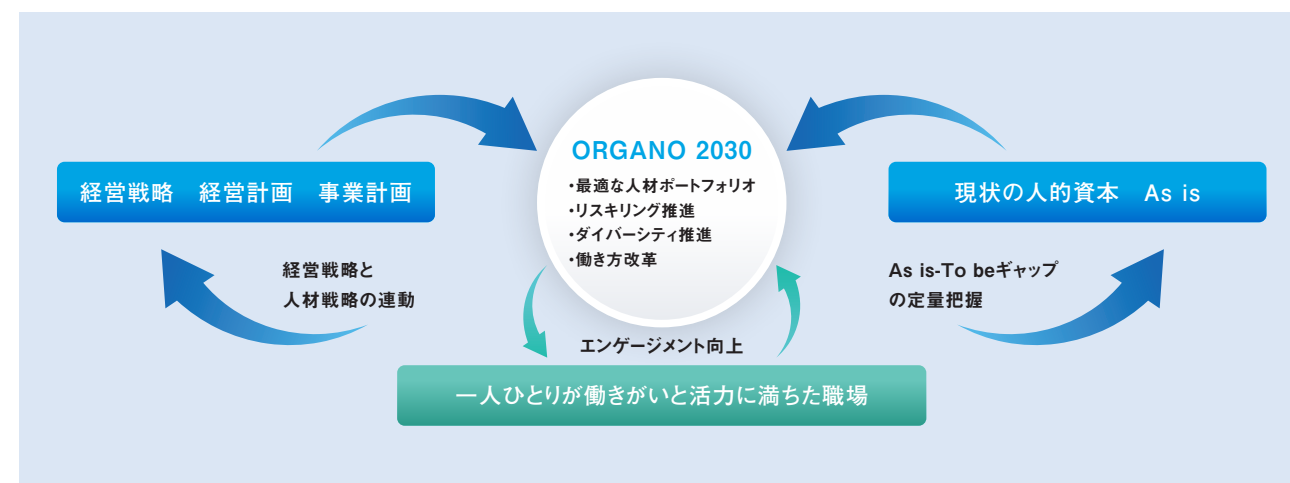 ORGANO 2030
・最適な人材ポートフォリオ
・リスキリング推進
・ダイバーシティ推進
・働き方改革
経営戦略　経営計画　事業計画
現状の人的資本　As is
経営戦略と
人材戦略の連動
As is-To beギャップ
の定量把握
エンゲージメント向上
一人ひとりが働きがいと活力に満ちた職場